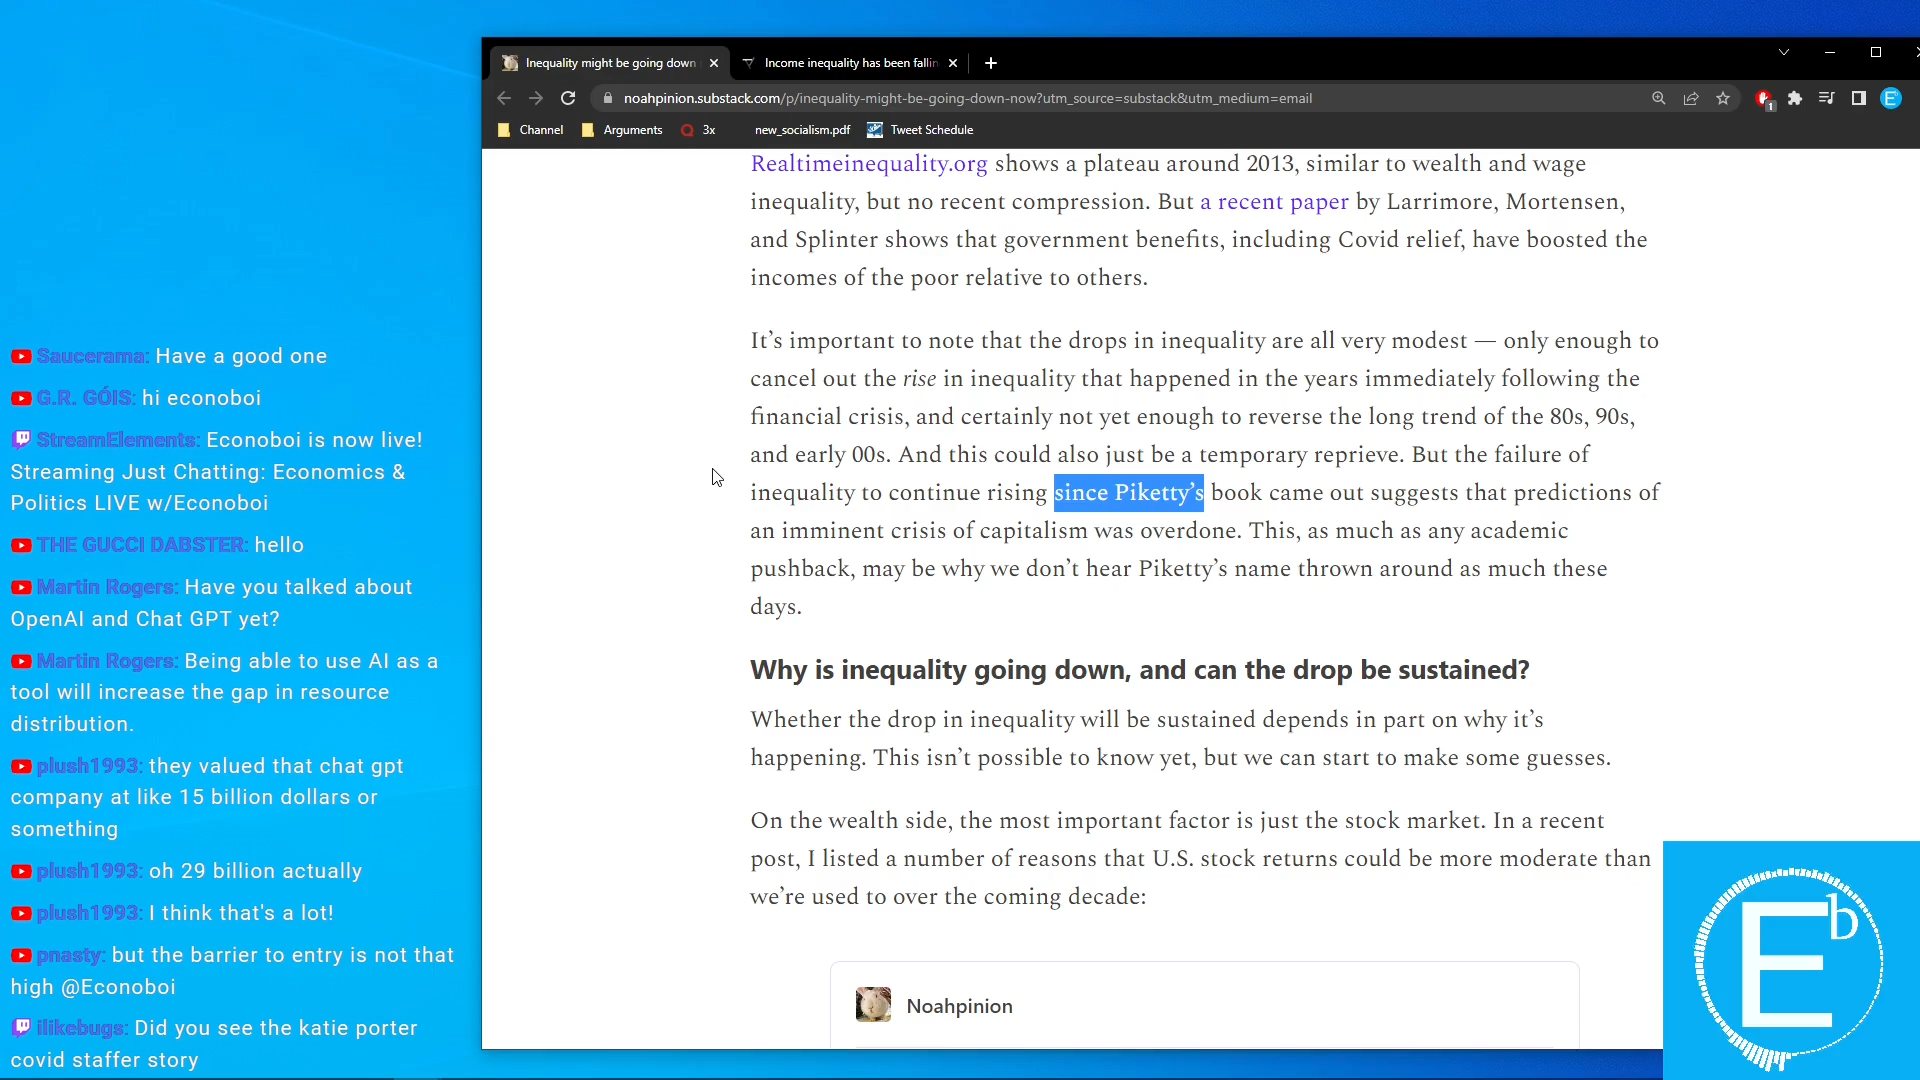 Inequality might be going down
Income inequality has been fallin
noahpinion.substack.com/p/inequality-might-be-going-down-now?utm_source=substack&utm_medium=email
1
E
Channel
Arguments
3x
new_socialism.pdf
Tweet Schedule
Saucerama: Have a good one
G.R. GÓIS: hi econoboi
StreamElements: Econoboi is now live!
Streaming Just Chatting: Economics &
Politics LIVE w/Econoboi
THE GUCCI DABSTER: hello
Martin Rogers: Have you talked about
OpenAI and Chat GPT yet?
Martin Rogers: Being able to use AI as a
tool will increase the gap in resource
distribution.
plush1993: they valued that chat gpt
company at like 15 billion dollars or
something
plush1993: oh 29 billion actually
plush1993: I think that's a lot!
pnasty: but the barrier to entry is not that
high @Econoboi
ilikebugs: Did you see the katie porter
covid staffer story
Realtimeinequality.org shows a plateau around 2013, similar to wealth and wage
inequality, but no recent compression. But a recent paper by Larrimore, Mortensen,
and Splinter shows that government benefits, including Covid relief, have boosted the
incomes of the poor relative to others.
It’s important to note that the drops in inequality are all very modest — only enough to
cancel out the rise in inequality that happened in the years immediately following the
financial crisis, and certainly not yet enough to reverse the long trend of the 80s, 90s,
and early 00s. And this could also just be a temporary reprieve. But the failure of
inequality to continue rising since Piketty’s book came out suggests that predictions of
an imminent crisis of capitalism was overdone. This, as much as any academic
pushback, may be why we don’t hear Piketty’s name thrown around as much these
days.
Why is inequality going down, and can the drop be sustained?
Whether the drop in inequality will be sustained depends in part on why it’s
happening. This isn’t possible to know yet, but we can start to make some guesses.
On the wealth side, the most important factor is just the stock market. In a recent
post, I listed a number of reasons that U.S. stock returns could be more moderate than
we’re used to over the coming decade:
Noahpinion
Eb